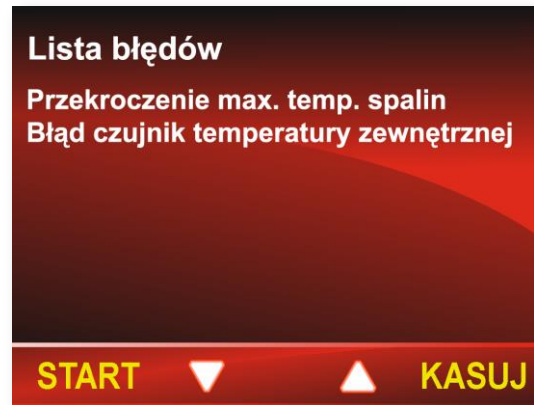 Lista błędów
Przekroczenie max. temp. spalin
Błąd czujnik temperatury zewnętrznej
START KASUJ